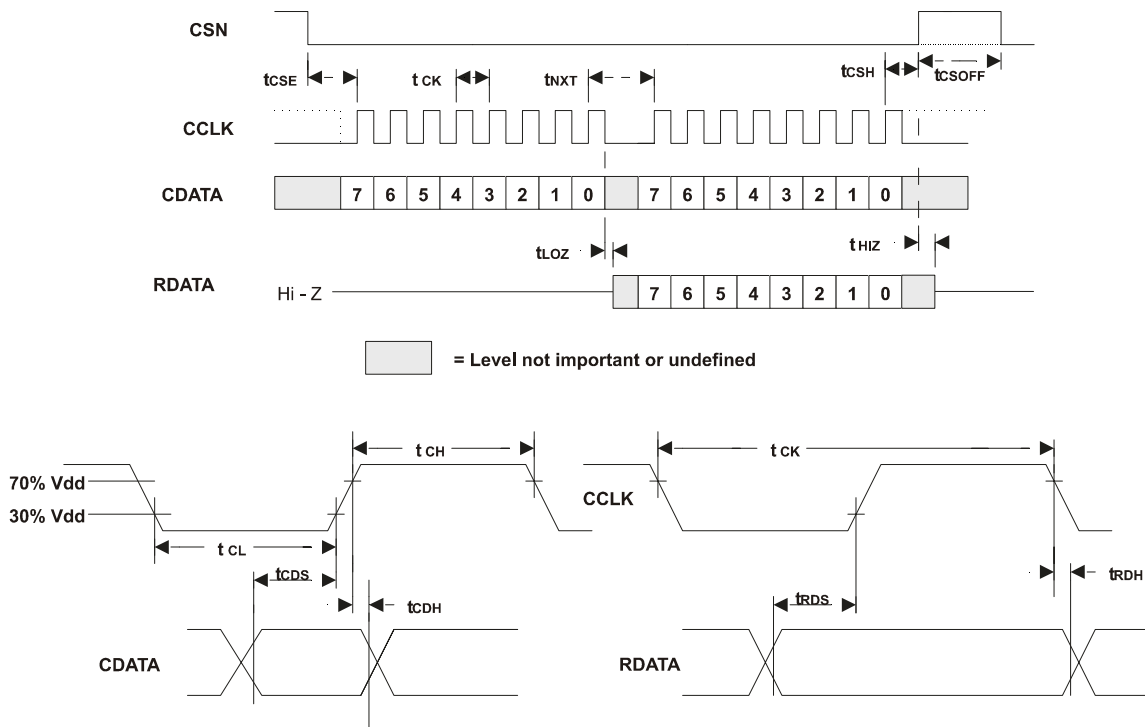 CSN
tCSE
t CK
tNXT
tCSH
tCSOFF
CCLK
CDATA
7 6 5 4 3 2 1 0
7 6 5 4 3 2 1 0
tLOZ
t HIZ
RDATA
Hi - Z
7 6 5 4 3 2 1 0
= Level not important or undefined
t CH
t CK
70% Vdd
30% Vdd
CCLK
t CL
tCDS
tCDH
tRDS
tRDH
CDATA
RDATA